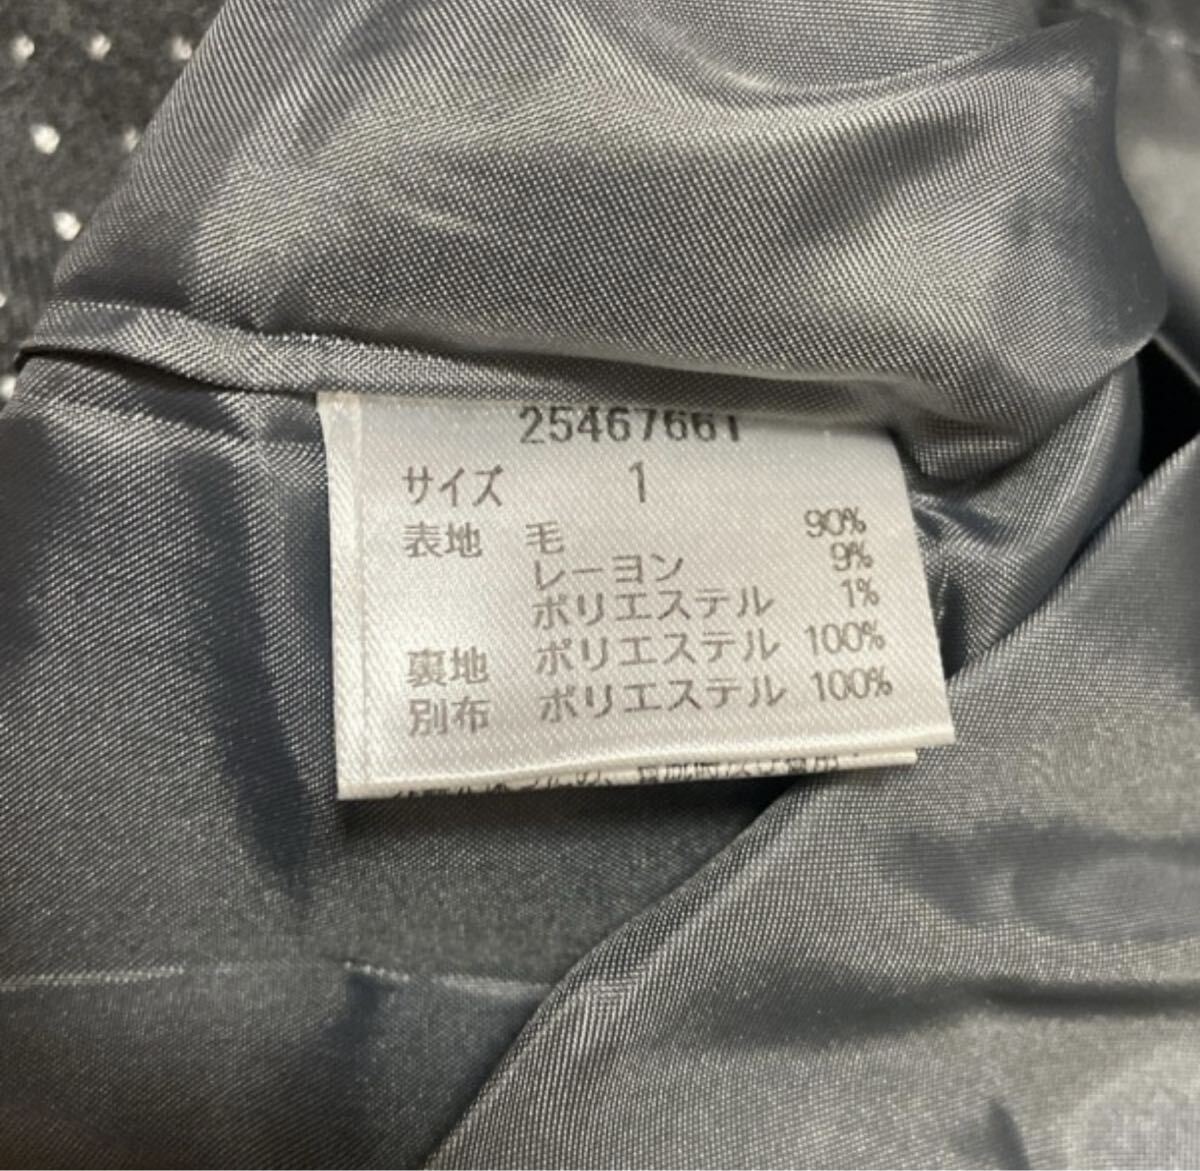 25467661
サイズ 1
表地 毛 90%
レーヨン 9%
ポリエステル 1%
裏地 ポリエステル 100%
別布 ポリエステル 100%